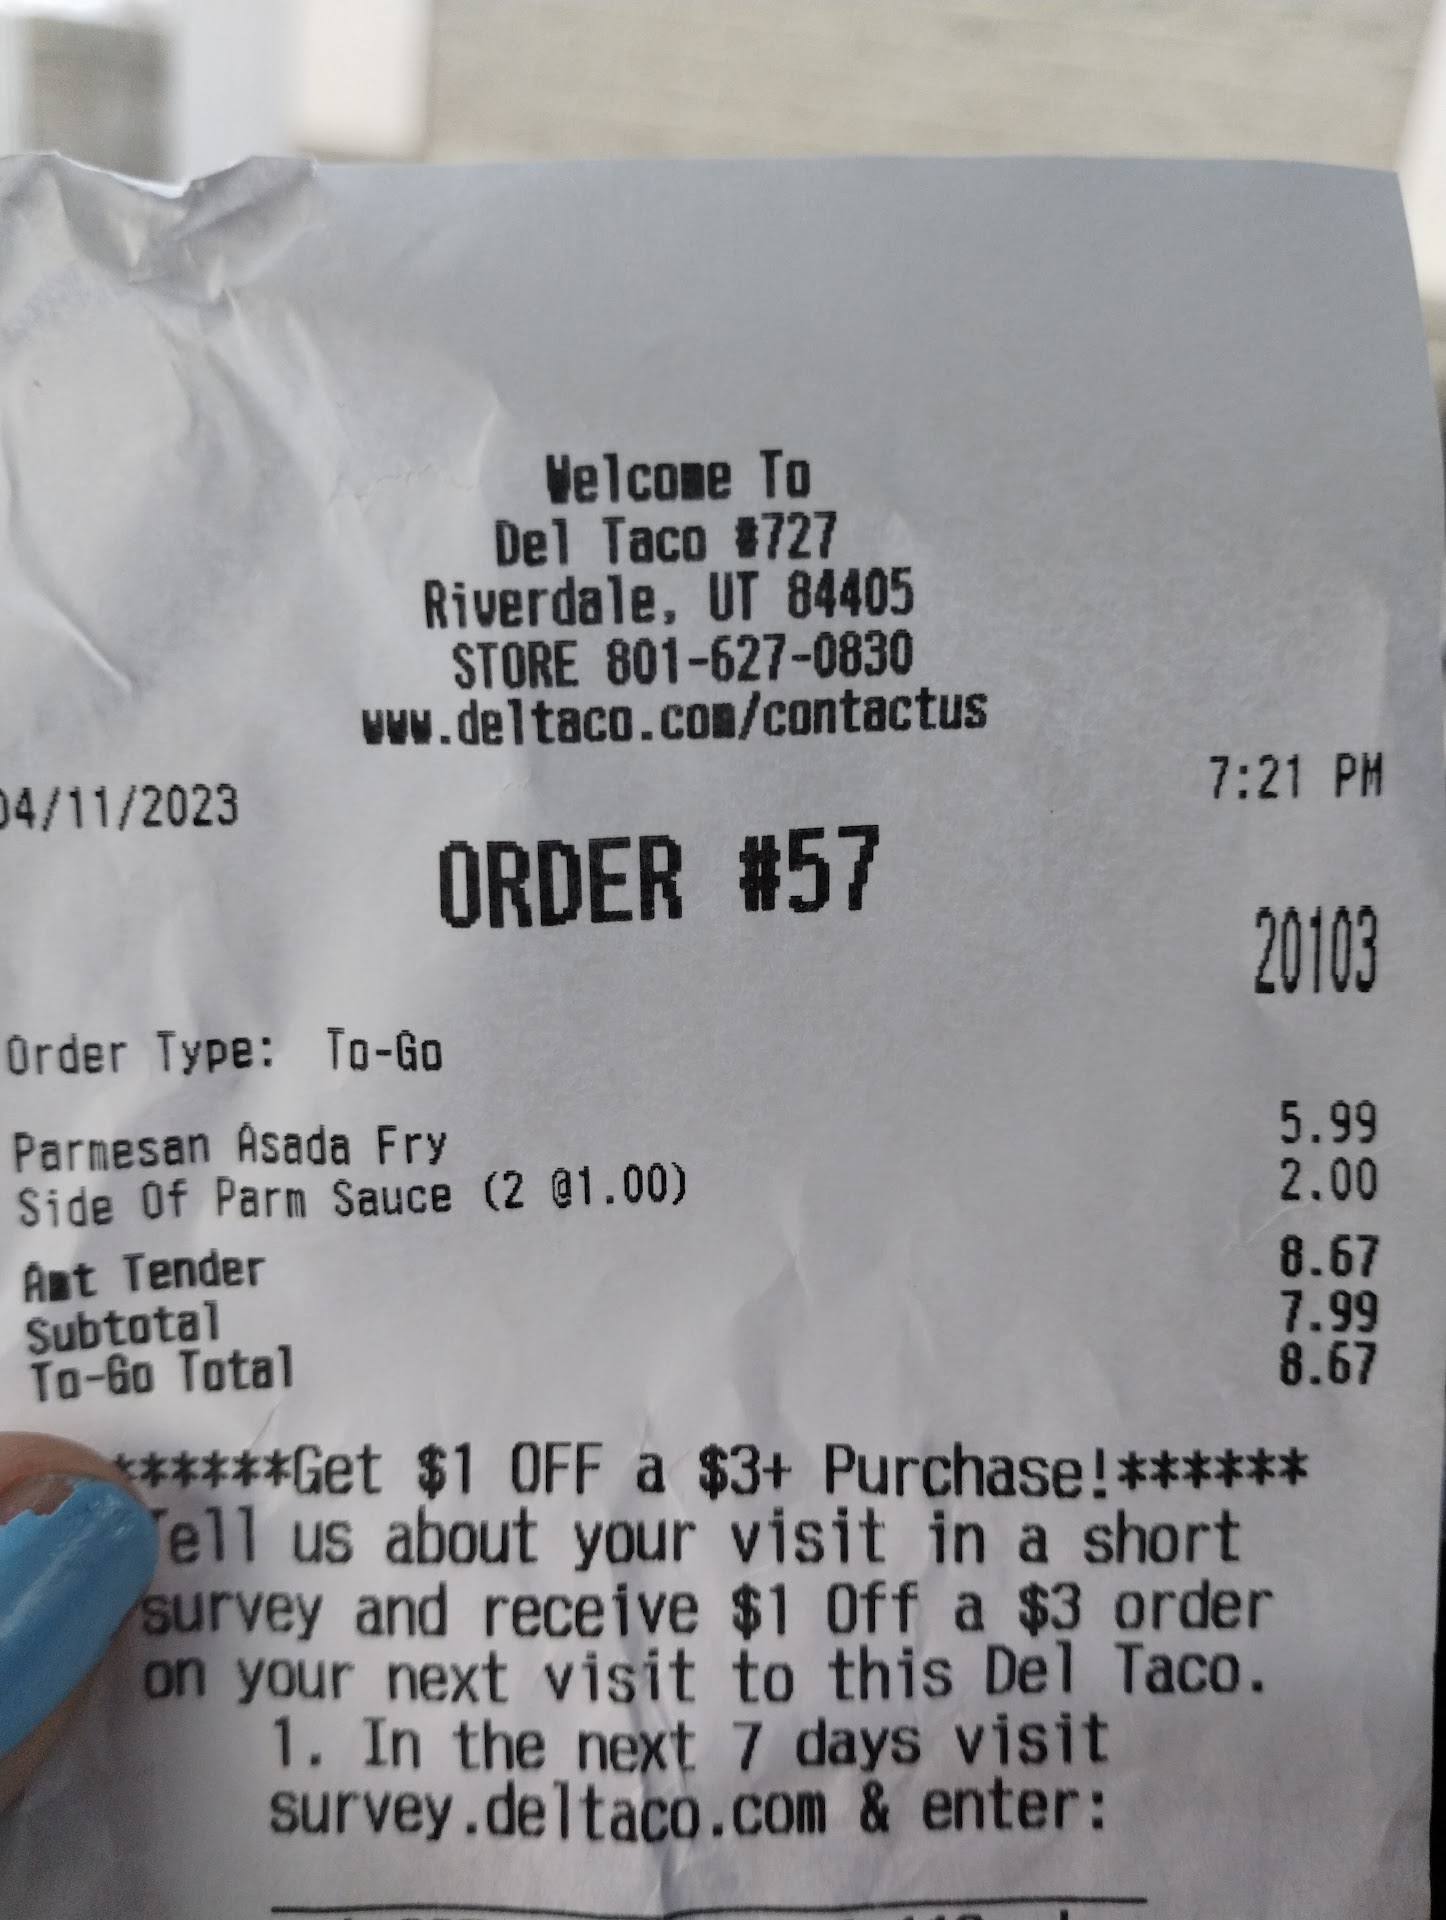 Welcome To
Del Taco #727
Riverdale, UT 84405
STORE 801-627-0830
www.deltaco.com/contactus
04/11/2023 7:21 PM
ORDER #57
20103
Order Type: To-Go
Parmesan Asada Fry 5.99
Side Of Parm Sauce (2 @1.00) 2.00
Amt Tender 8.67
Subtotal 7.99
To-Go Total 8.67
******Get $1 OFF a $3+ Purchase!******
Tell us about your visit in a short
survey and receive $1 Off a $3 order
on your next visit to this Del Taco.
1. In the next 7 days visit
survey.deltaco.com & enter: